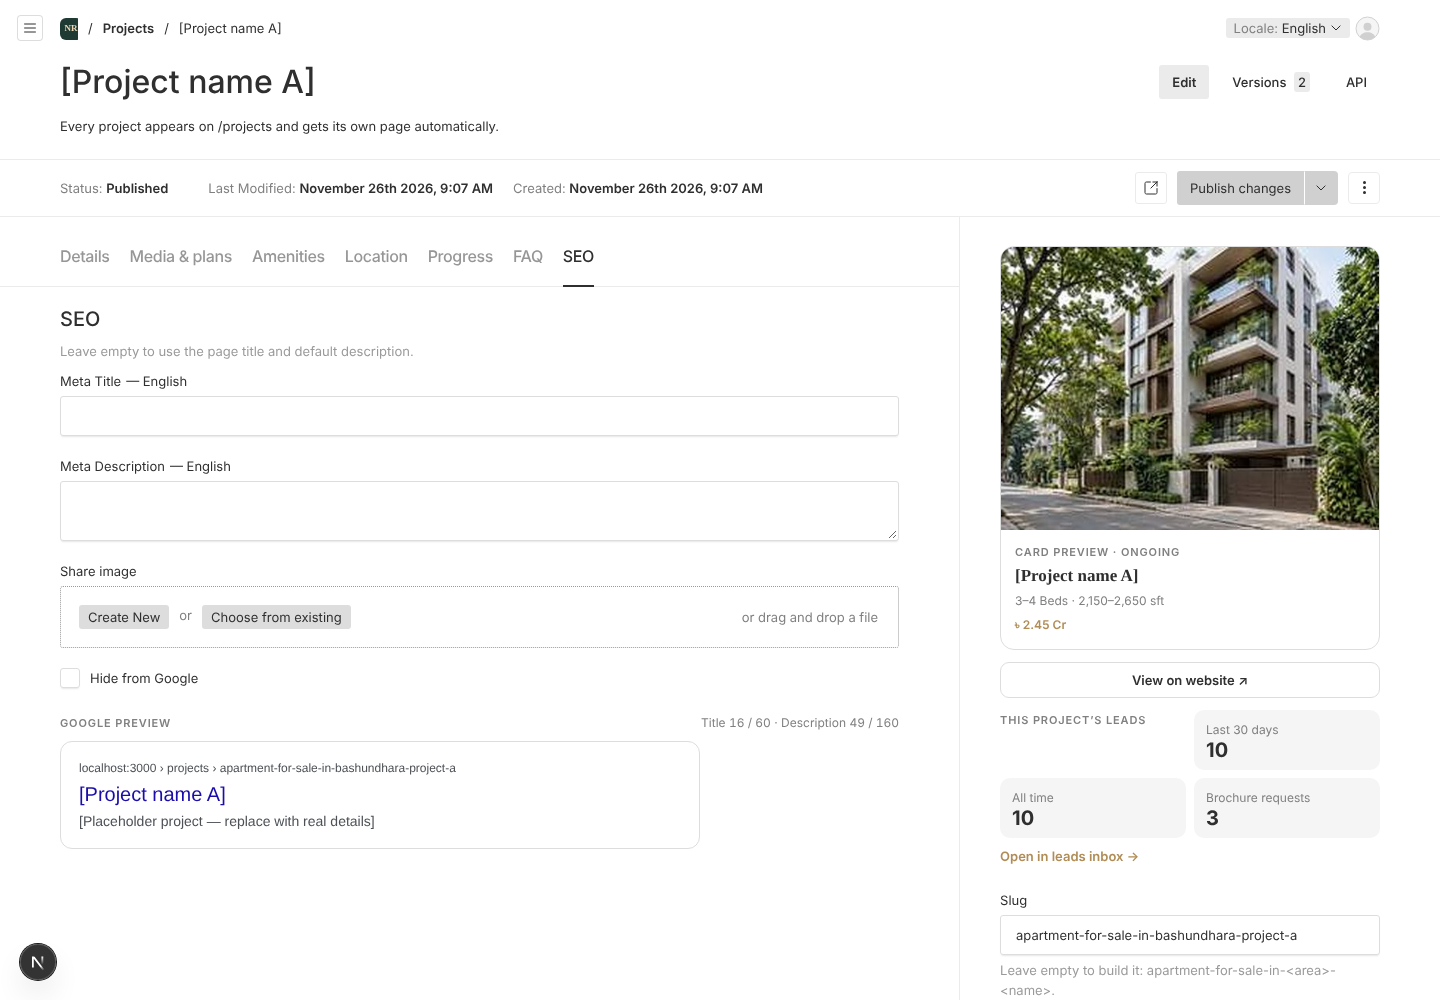 NR / Projects / [Project name A]
Locale: English
[Project name A]
Edit Versions 2 API
Every project appears on /projects and gets its own page automatically.
Status: Published Last Modified: November 26th 2026, 9:07 AM Created: November 26th 2026, 9:07 AM
Publish changes
Details Media & plans Amenities Location Progress FAQ SEO
SEO
Leave empty to use the page title and default description.
Meta Title — English
Meta Description — English
Share image
Create New or Choose from existing or drag and drop a file
Hide from Google
GOOGLE PREVIEW Title 16 / 60 · Description 49 / 160
localhost:3000 › projects › apartment-for-sale-in-bashundhara-project-a
[Project name A]
[Placeholder project — replace with real details]
CARD PREVIEW · ONGOING
[Project name A]
3–4 Beds · 2,150–2,650 sft
৳ 2.45 Cr
View on website ↗
THIS PROJECT'S LEADS
Last 30 days
10
All time
10
Brochure requests
3
Open in leads inbox →
Slug
apartment-for-sale-in-bashundhara-project-a
Leave empty to build it: apartment-for-sale-in-<area>-
<name>.
N